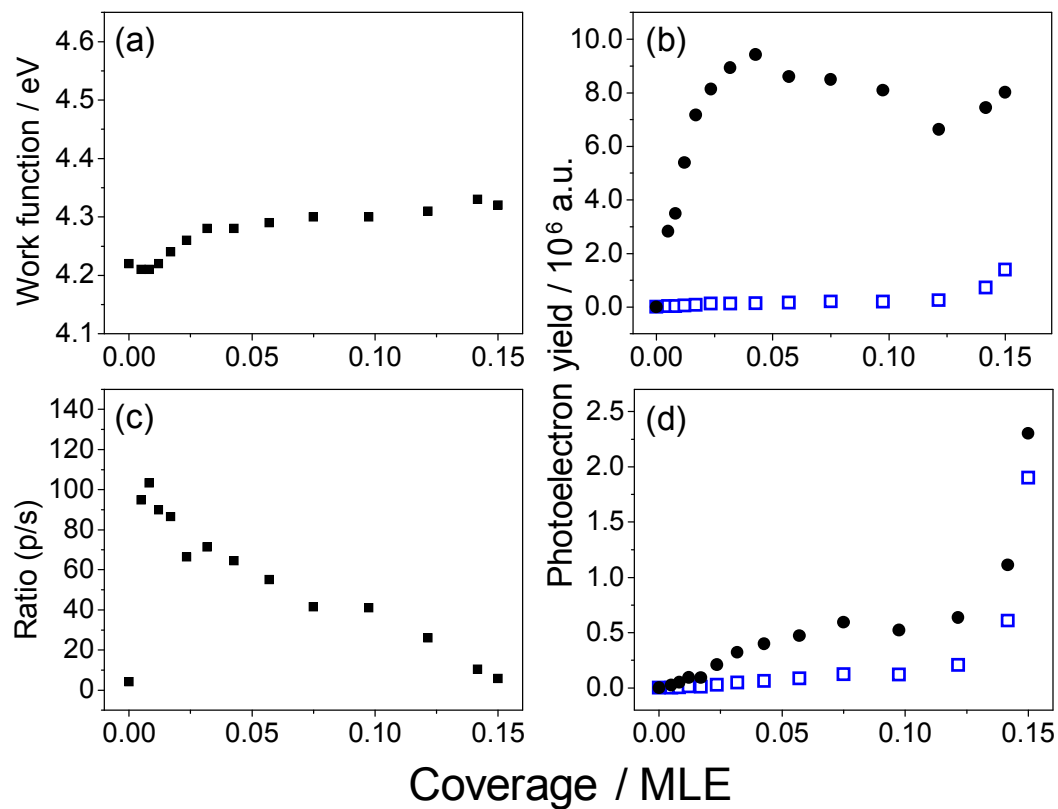 (a)
4.6
4.5
4.4
4.3
4.2
4.1
Work function / eV
0.00 0.05 0.10 0.15
(b)
10.0
8.0
6.0
4.0
2.0
0.0
0.00 0.05 0.10 0.15
Photoelectron yield / 10⁶ a.u.
(c)
140
120
100
80
60
40
20
0
Ratio (p/s)
0.00 0.05 0.10 0.15
(d)
2.5
2.0
1.5
1.0
0.5
0.0
0.00 0.05 0.10 0.15
Coverage / MLE